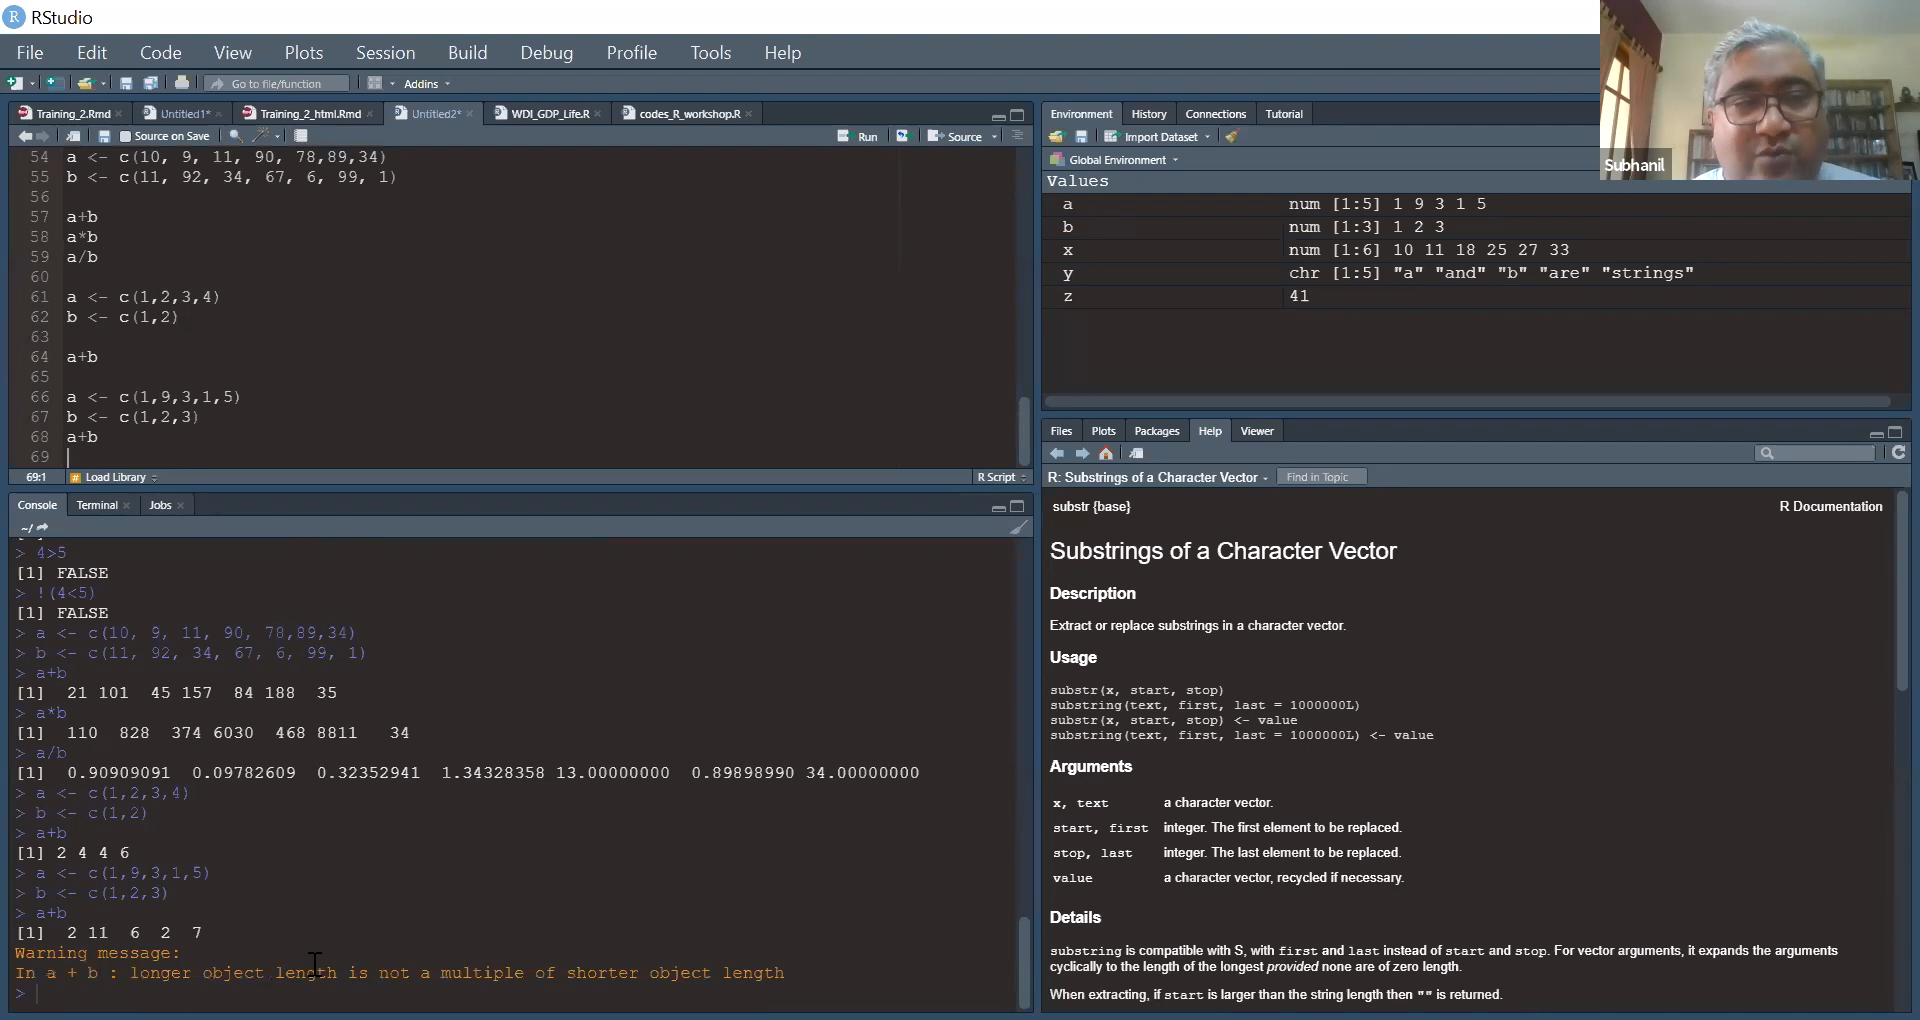 RStudio
File Edit Code View Plots Session Build Debug Profile Tools Help
Go to file/function Addins
Training_2.Rmd Untitled1* Training_2_html.Rmd Untitled2* WDI_GDP_Life.R codes_R_workshop.R
Source on Save Run Source
54 a <- c(10, 9, 11, 90, 78,89,34)
55 b <- c(11, 92, 34, 67, 6, 99, 1)
56
57 a+b
58 a*b
59 a/b
60
61 a <- c(1,2,3,4)
62 b <- c(1,2)
63
64 a+b
65
66 a <- c(1,9,3,1,5)
67 b <- c(1,2,3)
68 a+b
69
69:1 # Load Library R Script
Console Terminal Jobs
~/
> 4>5
[1] FALSE
> !(4<5)
[1] FALSE
> a <- c(10, 9, 11, 90, 78,89,34)
> b <- c(11, 92, 34, 67, 6, 99, 1)
> a+b
[1] 21 101 45 157 84 188 35
> a*b
[1] 110 828 374 6030 468 8811 34
> a/b
[1] 0.90909091 0.09782609 0.32352941 1.34328358 13.00000000 0.89898990 34.00000000
> a <- c(1,2,3,4)
> b <- c(1,2)
> a+b
[1] 2 4 4 6
> a <- c(1,9,3,1,5)
> b <- c(1,2,3)
> a+b
[1] 2 11 6 2 7
Warning message:
In a + b : longer object length is not a multiple of shorter object length
>
Environment History Connections Tutorial
Import Dataset
Global Environment
Values
a num [1:5] 1 9 3 1 5
b num [1:3] 1 2 3
x num [1:6] 10 11 18 25 27 33
y chr [1:5] "a" "and" "b" "are" "strings"
z 41
Subhanil
Files Plots Packages Help Viewer
R: Substrings of a Character Vector Find in Topic
substr {base} R Documentation
Substrings of a Character Vector
Description
Extract or replace substrings in a character vector.
Usage
substr(x, start, stop)
substring(text, first, last = 1000000L)
substr(x, start, stop) <- value
substring(text, first, last = 1000000L) <- value
Arguments
x, text a character vector.
start, first integer. The first element to be replaced.
stop, last integer. The last element to be replaced.
value a character vector, recycled if necessary.
Details
substring is compatible with S, with first and last instead of start and stop. For vector arguments, it expands the arguments
cyclically to the length of the longest provided none are of zero length.
When extracting, if start is larger than the string length then "" is returned.